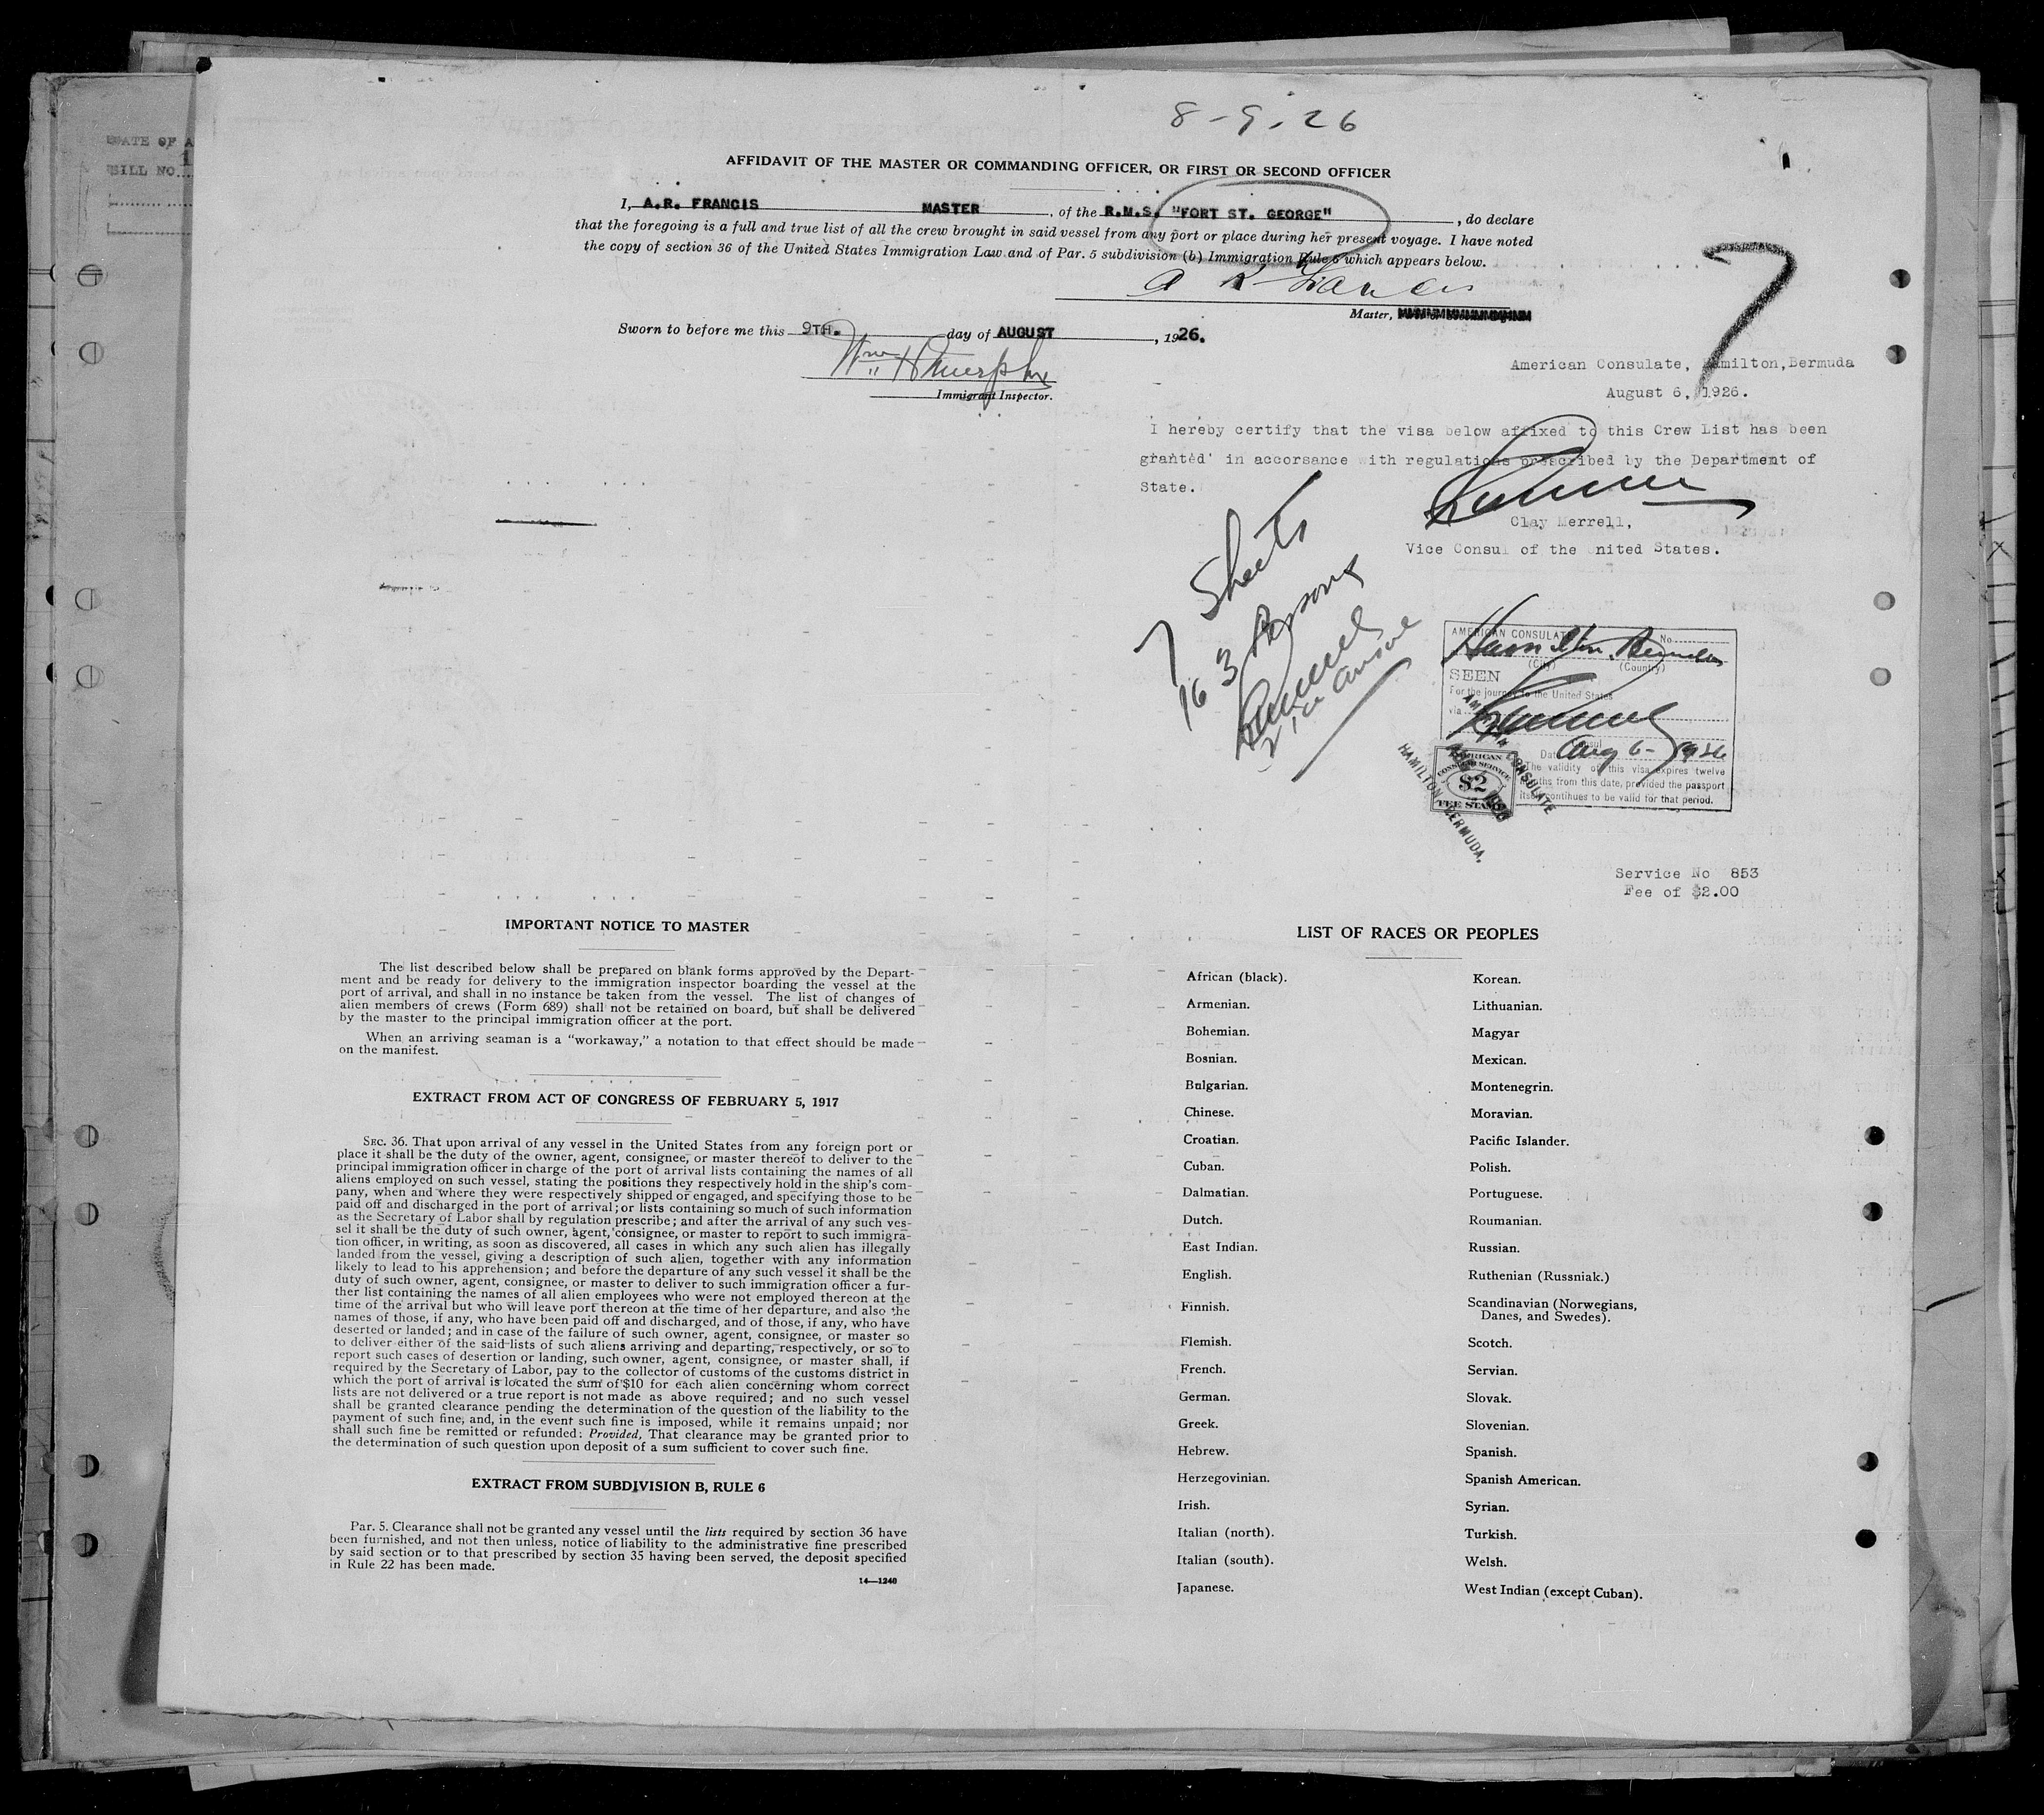 8-9-26
AFFIDAVIT OF THE MASTER OR COMMANDING OFFICER, OR FIRST OR SECOND OFFICER
I, A.R. FRANCIS MASTER, of the R.M.S. "FORT ST. GEORGE", do declare
that the foregoing is a full and true list of all the crew brought in said vessel from any port or place during her present voyage. I have noted
the copy of section 36 of the United States Immigration Law and of Par. 5 subdivision (b) Immigration Rule 6 which appears below.
A R Francis
Master,
Sworn to before me this 9TH. day of AUGUST, 1926.
Wm H Murphy
Immigrant Inspector.
7
American Consulate, Hamilton, Bermuda
August 6, 1926.
I hereby certify that the visa below affixed to this Crew List has been
granted in accorsance with regulations prescribed by the Department of
State.
Clay Merrell,
Vice Consul of the United States.
7 Sheets
163 Persons
AMERICAN CONSULATE No.
Hamilton, Bermuda
(City) (Country)
SEEN
For the journey to the United States
via
Consul
Date Aug 6- 1926
The validity of this visa expires twelve
months from this date, provided the passport
itself continues to be valid for that period.
AMERICAN
CONSULAR SERVICE
$2
FEE STAMP
AMERICAN CONSULATE
HAMILTON, BERMUDA.
Service No 853
Fee of $2.00
IMPORTANT NOTICE TO MASTER
The list described below shall be prepared on blank forms approved by the Depart-
ment and be ready for delivery to the immigration inspector boarding the vessel at the
port of arrival, and shall in no instance be taken from the vessel. The list of changes of
alien members of crews (Form 689) shall not be retained on board, but shall be delivered
by the master to the principal immigration officer at the port.
When an arriving seaman is a "workaway," a notation to that effect should be made
on the manifest.
EXTRACT FROM ACT OF CONGRESS OF FEBRUARY 5, 1917
SEC. 36. That upon arrival of any vessel in the United States from any foreign port or
place it shall be the duty of the owner, agent, consignee, or master thereof to deliver to the
principal immigration officer in charge of the port of arrival lists containing the names of all
aliens employed on such vessel, stating the positions they respectively hold in the ship's com-
pany, when and where they were respectively shipped or engaged, and specifying those to be
paid off and discharged in the port of arrival; or lists containing so much of such information
as the Secretary of Labor shall by regulation prescribe; and after the arrival of any such ves-
sel it shall be the duty of such owner, agent, consignee, or master to report to such immigra-
tion officer, in writing, as soon as discovered, all cases in which any such alien has illegally
landed from the vessel, giving a description of such alien, together with any information
likely to lead to his apprehension; and before the departure of any such vessel it shall be the
duty of such owner, agent, consignee, or master to deliver to such immigration officer a fur-
ther list containing the names of all alien employees who were not employed thereon at the
time of the arrival but who will leave port thereon at the time of her departure, and also the
names of those, if any, who have been paid off and discharged, and of those, if any, who have
deserted or landed; and in case of the failure of such owner, agent, consignee, or master so
to deliver either of the said lists of such aliens arriving and departing, respectively, or so to
report such cases of desertion or landing, such owner, agent, consignee, or master shall, if
required by the Secretary of Labor, pay to the collector of customs of the customs district in
which the port of arrival is located the sum of $10 for each alien concerning whom correct
lists are not delivered or a true report is not made as above required; and no such vessel
shall be granted clearance pending the determination of the question of the liability to the
payment of such fine, and, in the event such fine is imposed, while it remains unpaid; nor
shall such fine be remitted or refunded: Provided, That clearance may be granted prior to
the determination of such question upon deposit of a sum sufficient to cover such fine.
EXTRACT FROM SUBDIVISION B, RULE 6
Par. 5. Clearance shall not be granted any vessel until the lists required by section 36 have
been furnished, and not then unless, notice of liability to the administrative fine prescribed
by said section or to that prescribed by section 35 having been served, the deposit specified
in Rule 22 has been made.
14—1240
LIST OF RACES OR PEOPLES
African (black).
Armenian.
Bohemian.
Bosnian.
Bulgarian.
Chinese.
Croatian.
Cuban.
Dalmatian.
Dutch.
East Indian.
English.
Finnish.
Flemish.
French.
German.
Greek.
Hebrew.
Herzegovinian.
Irish.
Italian (north).
Italian (south).
Japanese.
Korean.
Lithuanian.
Magyar
Mexican.
Montenegrin.
Moravian.
Pacific Islander.
Polish.
Portuguese.
Roumanian.
Russian.
Ruthenian (Russniak.)
Scandinavian (Norwegians,
Danes, and Swedes).
Scotch.
Servian.
Slovak.
Slovenian.
Spanish.
Spanish American.
Syrian.
Turkish.
Welsh.
West Indian (except Cuban).